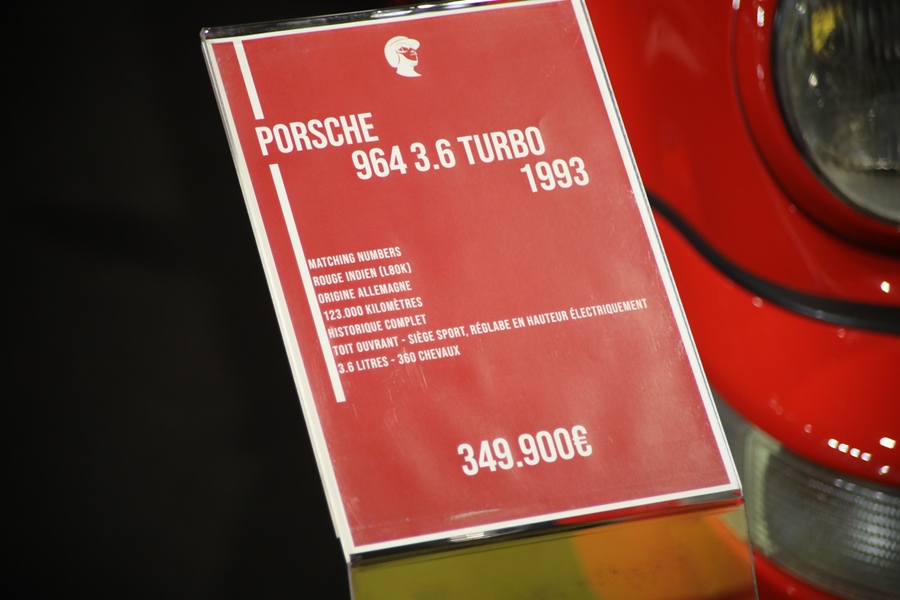 PORSCHE
964 3.6 TURBO
1993
MATCHING NUMBERS
ROUGE INDIEN (L80K)
ORIGINE ALLEMAGNE
123.000 KILOMÈTRES
HISTORIQUE COMPLET
TOIT OUVRANT - SIÈGE SPORT, RÉGLABE EN HAUTEUR ÉLECTRIQUEMENT
3.6 LITRES - 360 CHEVAUX
349.900€